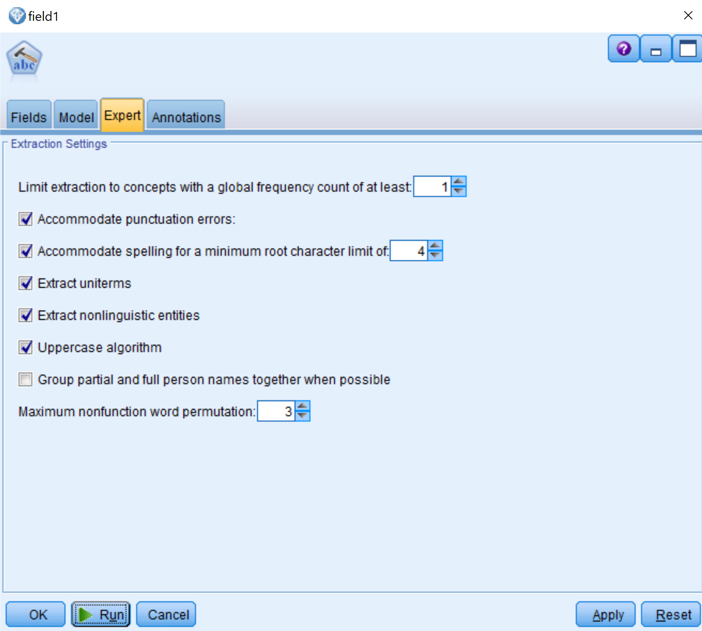 field1
abc
Fields Model Expert Annotations
Extraction Settings
Limit extraction to concepts with a global frequency count of at least: 1
Accommodate punctuation errors:
Accommodate spelling for a minimum root character limit of: 4
Extract uniterms
Extract nonlinguistic entities
Uppercase algorithm
Group partial and full person names together when possible
Maximum nonfunction word permutation: 3
OK Run Cancel Apply Reset